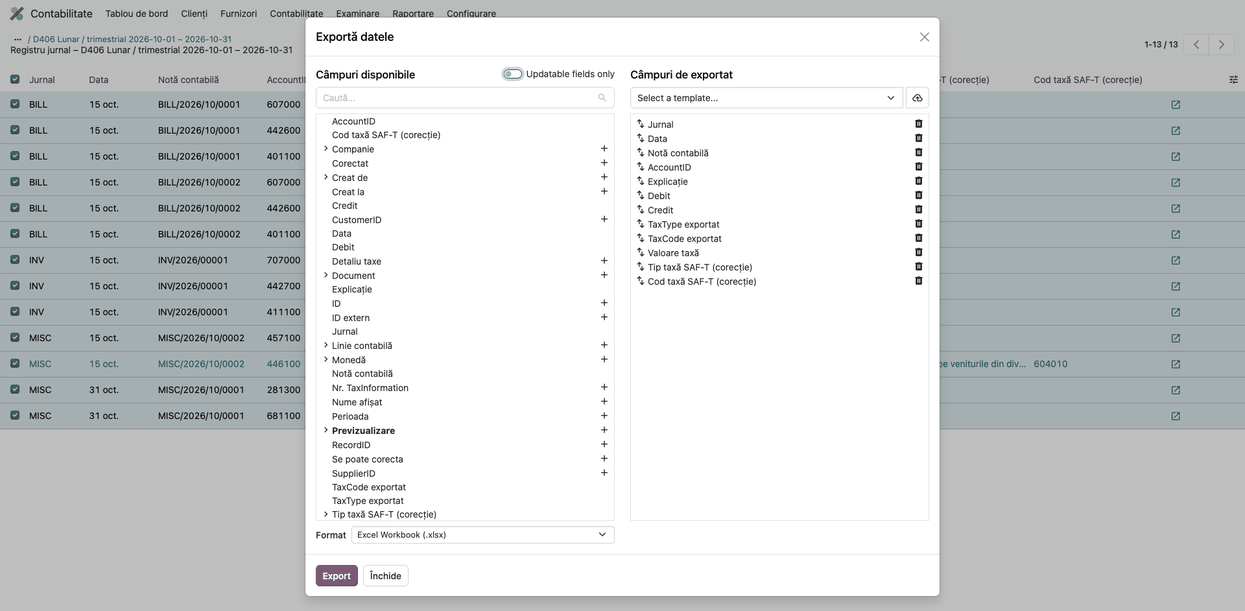 Contabilitate Tablou de bord Clienți Furnizori Contabilitate Examinare Raportare Configurare
... / D406 Lunar / trimestrial 2026-10-01 – 2026-10-31
Registru jurnal – D406 Lunar / trimestrial 2026-10-01 – 2026-10-31
1-13 / 13
Jurnal Data Notă contabilă AccountI -T (corecție) Cod taxă SAF-T (corecție)
BILL 15 oct. BILL/2026/10/0001 607000
BILL 15 oct. BILL/2026/10/0001 442600
BILL 15 oct. BILL/2026/10/0001 401100
BILL 15 oct. BILL/2026/10/0002 607000
BILL 15 oct. BILL/2026/10/0002 442600
BILL 15 oct. BILL/2026/10/0002 401100
INV 15 oct. INV/2026/00001 707000
INV 15 oct. INV/2026/00001 442700
INV 15 oct. INV/2026/00001 411100
MISC 15 oct. MISC/2026/10/0002 457100
MISC 15 oct. MISC/2026/10/0002 446100 pe veniturile din div... 604010
MISC 31 oct. MISC/2026/10/0001 281300
MISC 31 oct. MISC/2026/10/0001 681100
Exportă datele
Câmpuri disponibile Updatable fields only
Caută...
AccountID
Cod taxă SAF-T (corecție)
Companie
Corectat
Creat de
Creat la
Credit
CustomerID
Data
Debit
Detaliu taxe
Document
Explicație
ID
ID extern
Jurnal
Linie contabilă
Monedă
Notă contabilă
Nr. TaxInformation
Nume afișat
Perioada
Previzualizare
RecordID
Se poate corecta
SupplierID
TaxCode exportat
TaxType exportat
Tip taxă SAF-T (corecție)
Câmpuri de exportat
Select a template...
Jurnal
Data
Notă contabilă
AccountID
Explicație
Debit
Credit
TaxType exportat
TaxCode exportat
Valoare taxă
Tip taxă SAF-T (corecție)
Cod taxă SAF-T (corecție)
Format Excel Workbook (.xlsx)
Export Închide